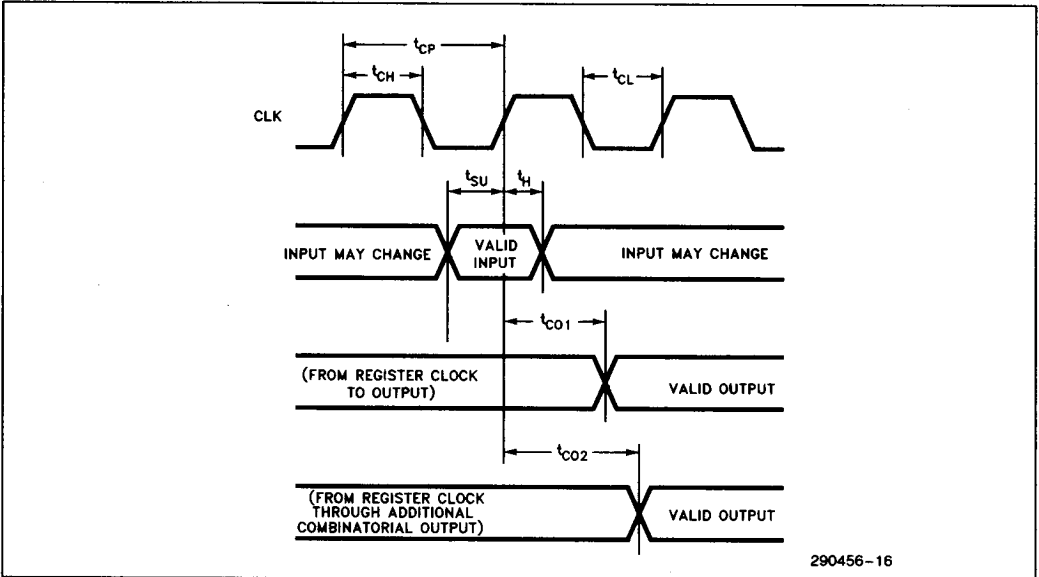 tCP
tCH
tCL
CLK
tSU
tH
INPUT MAY CHANGE
VALID
INPUT
INPUT MAY CHANGE
tCO1
(FROM REGISTER CLOCK
TO OUTPUT)
VALID OUTPUT
tCO2
(FROM REGISTER CLOCK
THROUGH ADDITIONAL
COMBINATORIAL OUTPUT)
VALID OUTPUT
290456-16